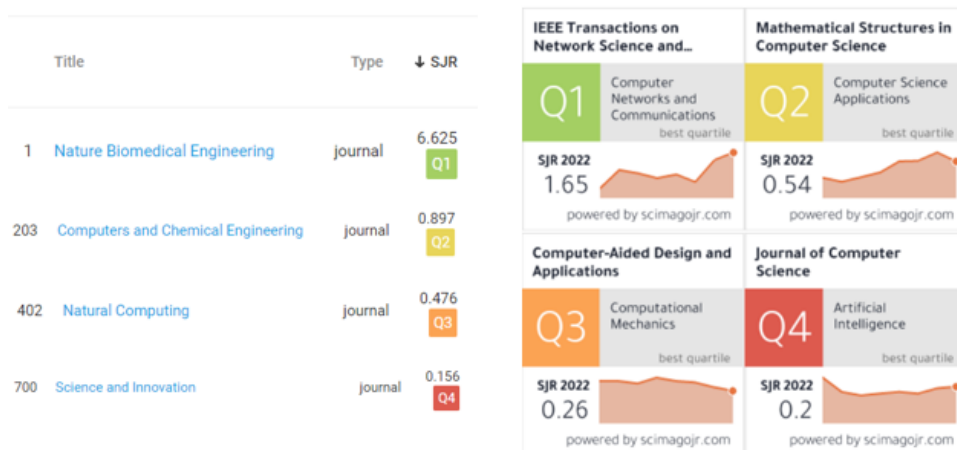 Title Type ↓ SJR
1 Nature Biomedical Engineering journal 6.625
Q1
203 Computers and Chemical Engineering journal 0.897
Q2
402 Natural Computing journal 0.476
Q3
700 Science and Innovation journal 0.156
Q4
IEEE Transactions on
Network Science and...
Q1
Computer
Networks and
Communications
best quartile
SJR 2022
1.65
powered by scimagojr.com
Mathematical Structures in
Computer Science
Q2
Computer Science
Applications
best quartile
SJR 2022
0.54
powered by scimagojr.com
Computer-Aided Design and
Applications
Q3
Computational
Mechanics
best quartile
SJR 2022
0.26
powered by scimagojr.com
Journal of Computer
Science
Q4
Artificial
Intelligence
best quartile
SJR 2022
0.2
powered by scimagojr.com